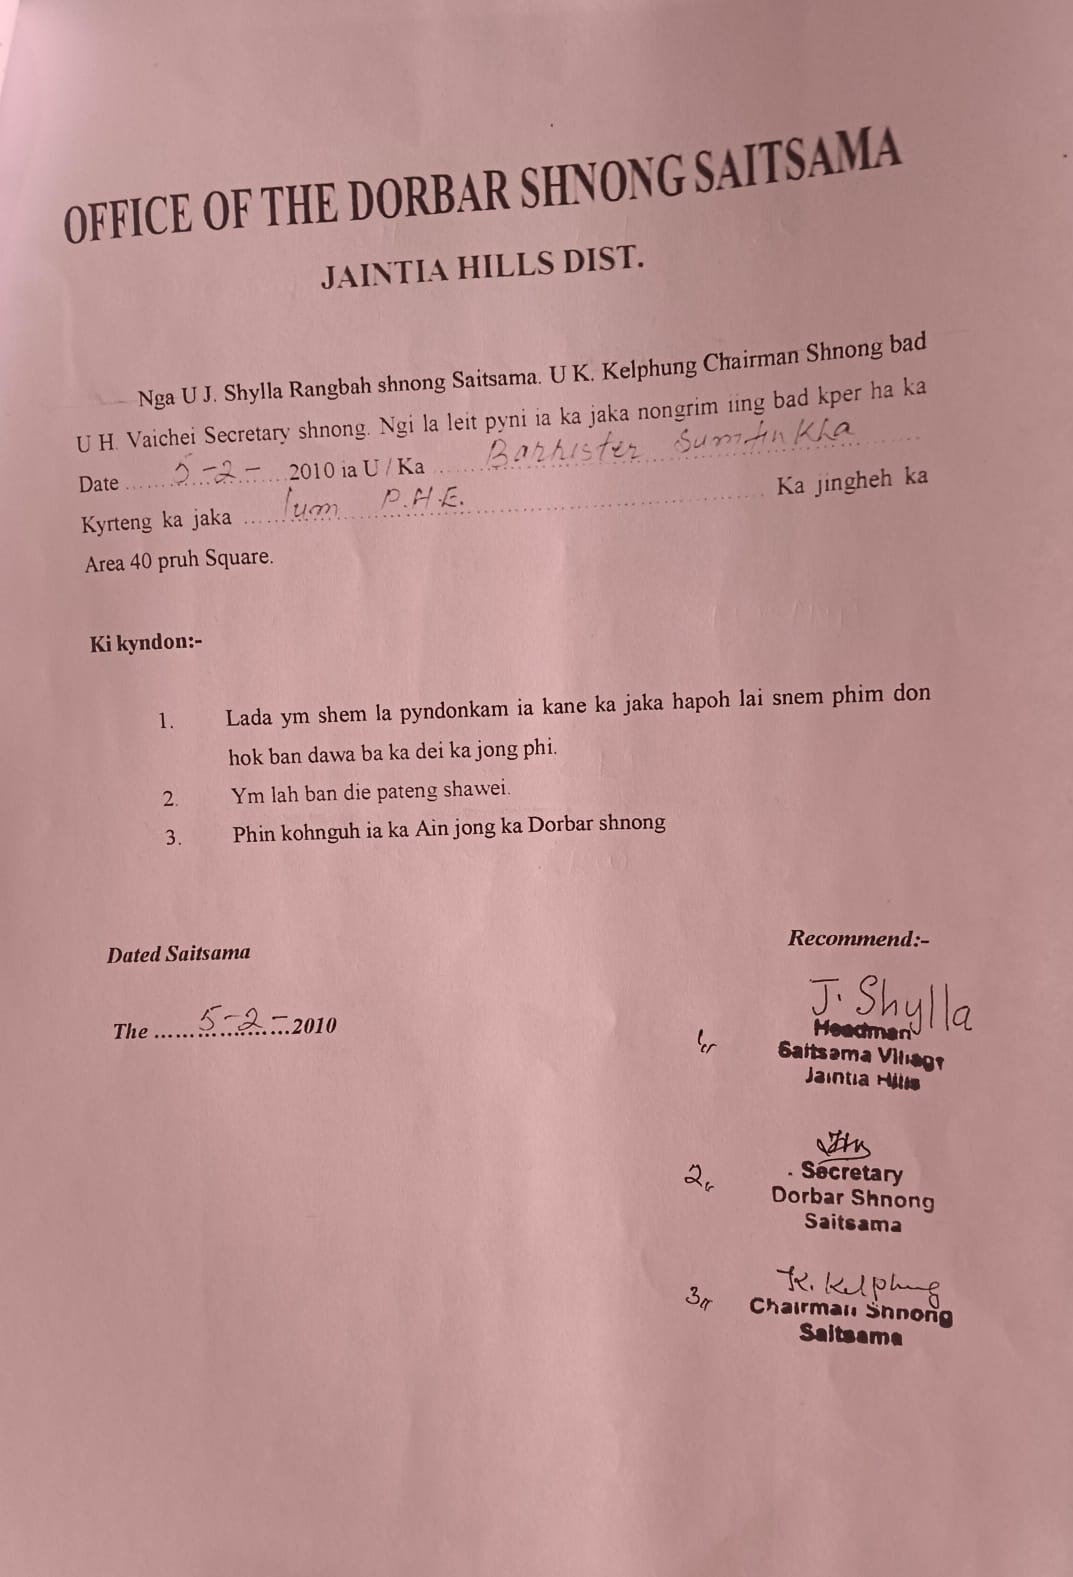 OFFICE OF THE DORBAR SHNONG SAITSAMA
JAINTIA HILLS DIST.
Nga U J. Shylla Rangbah shnong Saitsama. U K. Kelphung Chairman Shnong bad
U H. Vaichei Secretary shnong. Ngi la leit pyni ia ka jaka nongrim iing bad kper ha ka
Date ......5-2-...... 2010 ia U / Ka ...... Barhister Sumtinkha ......
Kyrteng ka jaka ...... lum P.H.E. ...... Ka jingheh ka
Area 40 pruh Square.
Ki kyndon:-
1. Lada ym shem la pyndonkam ia kane ka jaka hapoh lai snem phim don
hok ban dawa ba ka dei ka jong phi.
2. Ym lah ban die pateng shawei.
3. Phin kohnguh ia ka Ain jong ka Dorbar shnong
Dated Saitsama
The ......5-2-......2010
Recommend:-
J. Shylla
Headman
Saitsama Village
Jaintia Hills
2.
Secretary
Dorbar Shnong
Saitsama
3.
K. Kelphung
Chairman Shnong
Saitsama